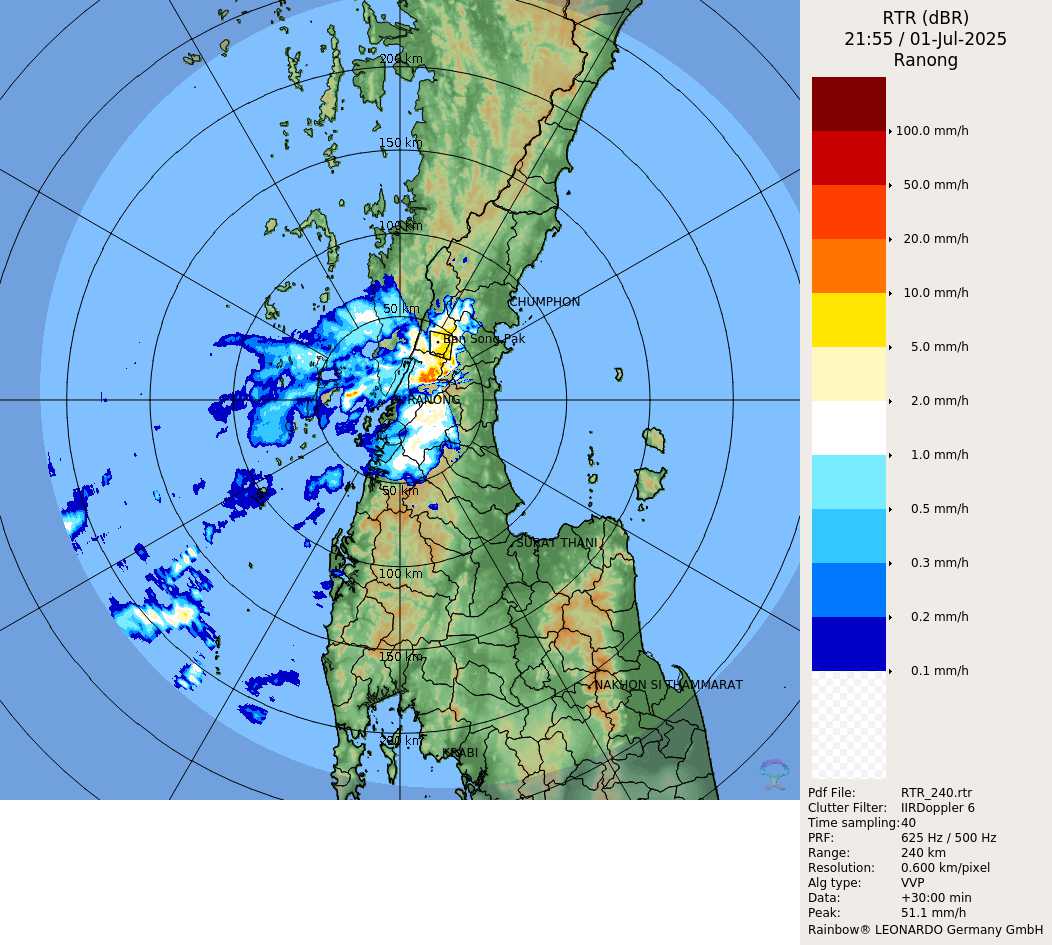 RTR (dBR)
21:55 / 01-Jul-2025
Ranong
200 km
150 km
100 km
50 km
CHUMPHON
Ban Song Pak
RANONG
50 km
SURAT THANI
100 km
150 km
NAKHON SI THAMMARAT
200 km
KRABI
100.0 mm/h
50.0 mm/h
20.0 mm/h
10.0 mm/h
5.0 mm/h
2.0 mm/h
1.0 mm/h
0.5 mm/h
0.3 mm/h
0.2 mm/h
0.1 mm/h
Pdf File: RTR_240.rtr
Clutter Filter: IIRDoppler 6
Time sampling: 40
PRF: 625 Hz / 500 Hz
Range: 240 km
Resolution: 0.600 km/pixel
Alg type: VVP
Data: +30:00 min
Peak: 51.1 mm/h
Rainbow® LEONARDO Germany GmbH